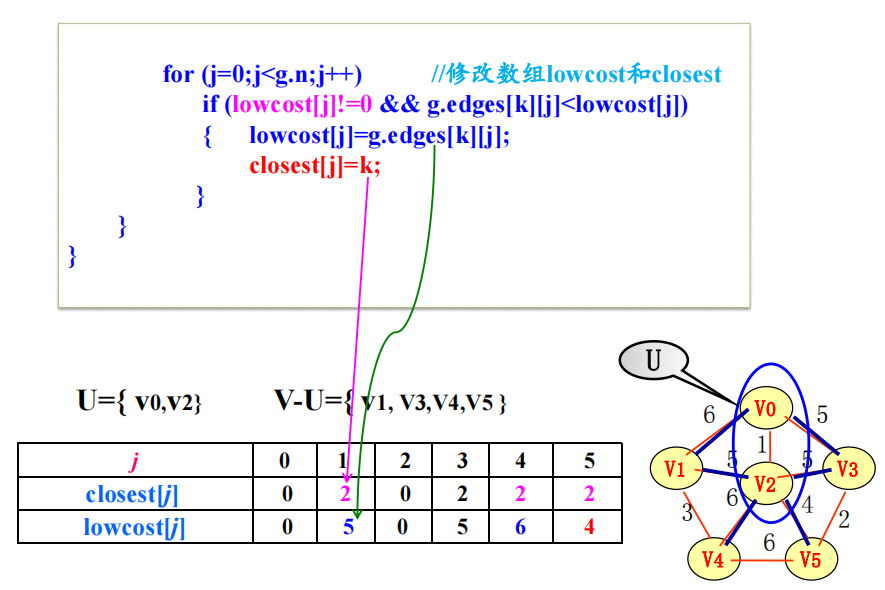 for (j=0;j<g.n;j++) //修改数组lowcost和closest
if (lowcost[j]!=0 && g.edges[k][j]<lowcost[j])
{ lowcost[j]=g.edges[k][j];
closest[j]=k;
}
}
}
U={ v0,v2} V-U={ v1, V3,V4,V5 }
j 0 1 2 3 4 5
closest[j] 0 2 0 2 2 2
lowcost[j] 0 5 0 5 6 4
U
V0
6 5
1
V1 5 5 V3
V2
6 4
3 2
6
V4 V5